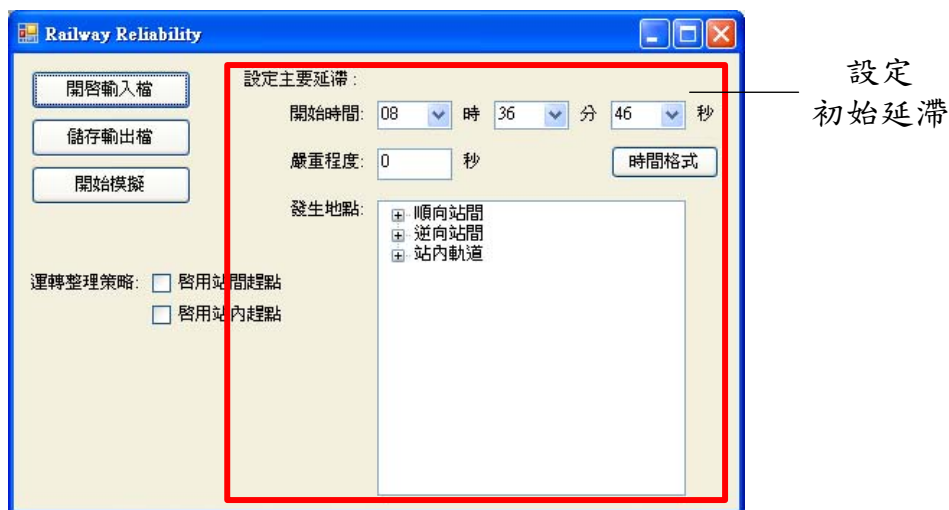 Railway Reliability
開啟輸入檔
儲存輸出檔
開始模擬
運轉整理策略: 啟用站間趕點
啟用站內趕點
設定主要延滯:
開始時間: 08 時 36 分 46 秒
嚴重程度: 0 秒 時間格式
發生地點: 順向站間
逆向站間
站內軌道
設定
初始延滯